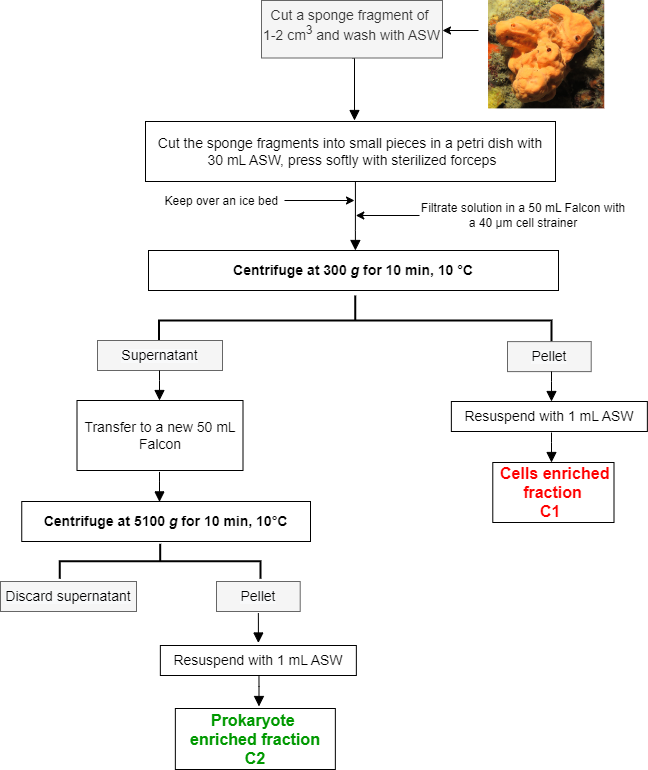 Cut a sponge fragment of
1-2 cm³ and wash with ASW
Cut the sponge fragments into small pieces in a petri dish with
30 mL ASW, press softly with sterilized forceps
Keep over an ice bed
Filtrate solution in a 50 mL Falcon with
a 40 µm cell strainer
Centrifuge at 300 g for 10 min, 10 °C
Supernatant
Pellet
Transfer to a new 50 mL
Falcon
Resuspend with 1 mL ASW
Cells enriched
fraction
C1
Centrifuge at 5100 g for 10 min, 10°C
Discard supernatant
Pellet
Resuspend with 1 mL ASW
Prokaryote
enriched fraction
C2